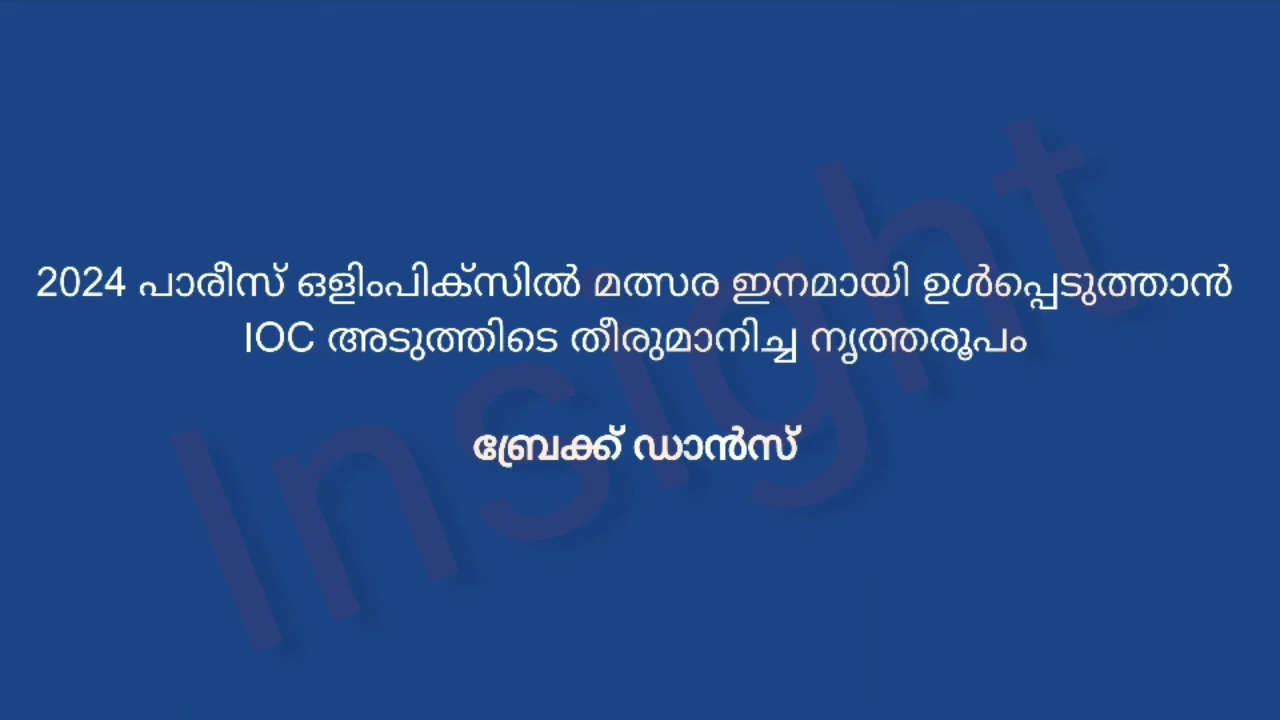 2024 പാരീസ് ഒളിംപിക്സിൽ മത്സര ഇനമായി ഉൾപ്പെടുത്താൻ
IOC അടുത്തിടെ തീരുമാനിച്ച നൃത്തരൂപം
ബ്രേക്ക് ഡാൻസ്
Insight